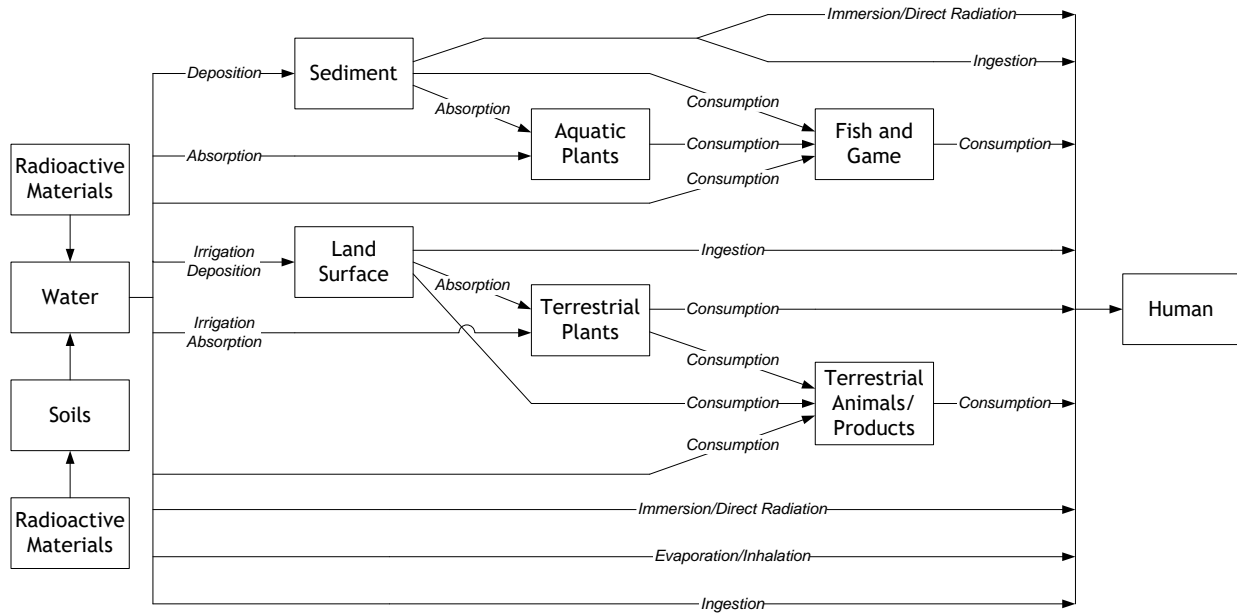 Immersion/Direct Radiation
Deposition
Sediment
Ingestion
Absorption
Consumption
Absorption
Aquatic
Plants
Consumption
Fish and
Game
Consumption
Radioactive
Materials
Consumption
Irrigation
Deposition
Land
Surface
Ingestion
Water
Absorption
Irrigation
Absorption
Terrestrial
Plants
Consumption
Human
Consumption
Soils
Consumption
Terrestrial
Animals/
Products
Consumption
Consumption
Radioactive
Materials
Immersion/Direct Radiation
Evaporation/Inhalation
Ingestion